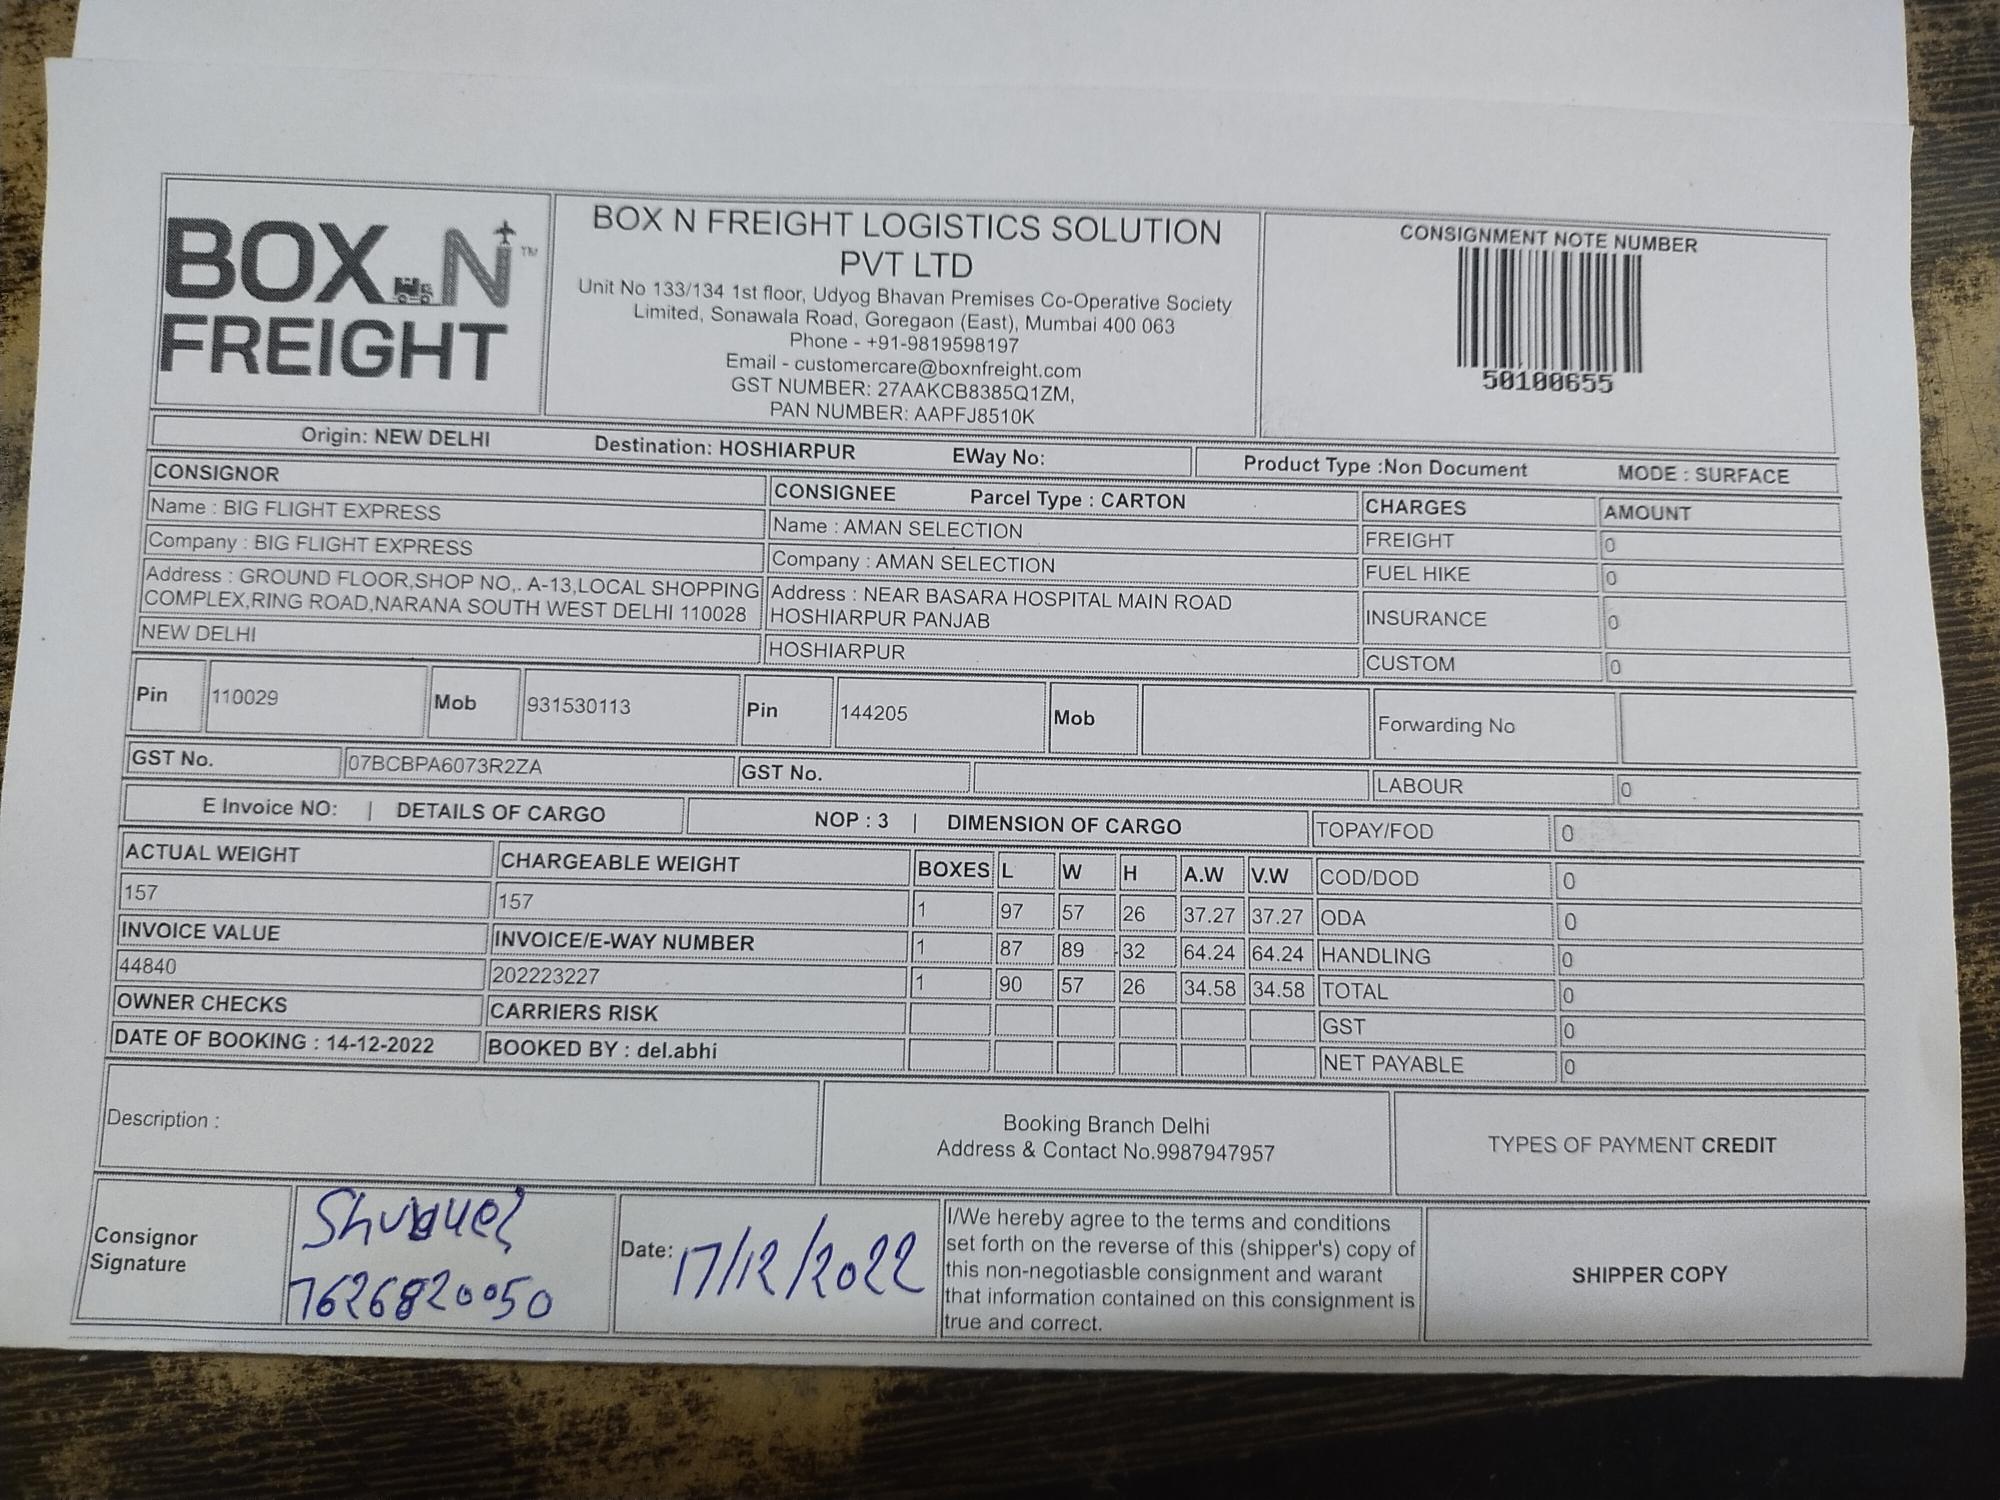 BOX N™
FREIGHT
BOX N FREIGHT LOGISTICS SOLUTION
PVT LTD
Unit No 133/134 1st floor, Udyog Bhavan Premises Co-Operative Society
Limited, Sonawala Road, Goregaon (East), Mumbai 400 063
Phone - +91-9819598197
Email - customercare@boxnfreight.com
GST NUMBER: 27AAKCB8385Q1ZM,
PAN NUMBER: AAPFJ8510K
CONSIGNMENT NOTE NUMBER
50100655
Origin: NEW DELHI Destination: HOSHIARPUR EWay No: Product Type :Non Document MODE : SURFACE
CONSIGNOR CONSIGNEE Parcel Type : CARTON CHARGES AMOUNT
Name : BIG FLIGHT EXPRESS Name : AMAN SELECTION FREIGHT 0
Company : BIG FLIGHT EXPRESS Company : AMAN SELECTION FUEL HIKE 0
Address : GROUND FLOOR,SHOP NO,. A-13,LOCAL SHOPPING
COMPLEX,RING ROAD,NARANA SOUTH WEST DELHI 110028
Address : NEAR BASARA HOSPITAL MAIN ROAD
HOSHIARPUR PANJAB
INSURANCE 0
NEW DELHI HOSHIARPUR CUSTOM 0
Pin 110029 Mob 931530113 Pin 144205 Mob Forwarding No
GST No. 07BCBPA6073R2ZA GST No. LABOUR 0
E Invoice NO: | DETAILS OF CARGO NOP : 3 | DIMENSION OF CARGO TOPAY/FOD 0
ACTUAL WEIGHT CHARGEABLE WEIGHT BOXES L W H A.W V.W COD/DOD 0
157 157 1 97 57 26 37.27 37.27 ODA 0
INVOICE VALUE INVOICE/E-WAY NUMBER 1 87 89 32 64.24 64.24 HANDLING 0
44840 202223227 1 90 57 26 34.58 34.58 TOTAL 0
OWNER CHECKS CARRIERS RISK GST 0
DATE OF BOOKING : 14-12-2022 BOOKED BY : del.abhi NET PAYABLE 0
Description :
Booking Branch Delhi
Address & Contact No.9987947957
TYPES OF PAYMENT CREDIT
Consignor
Signature
7626820050
Date: 17/12/2022
I/We hereby agree to the terms and conditions
set forth on the reverse of this (shipper's) copy of
this non-negotiasble consignment and warant
that information contained on this consignment is
true and correct.
SHIPPER COPY